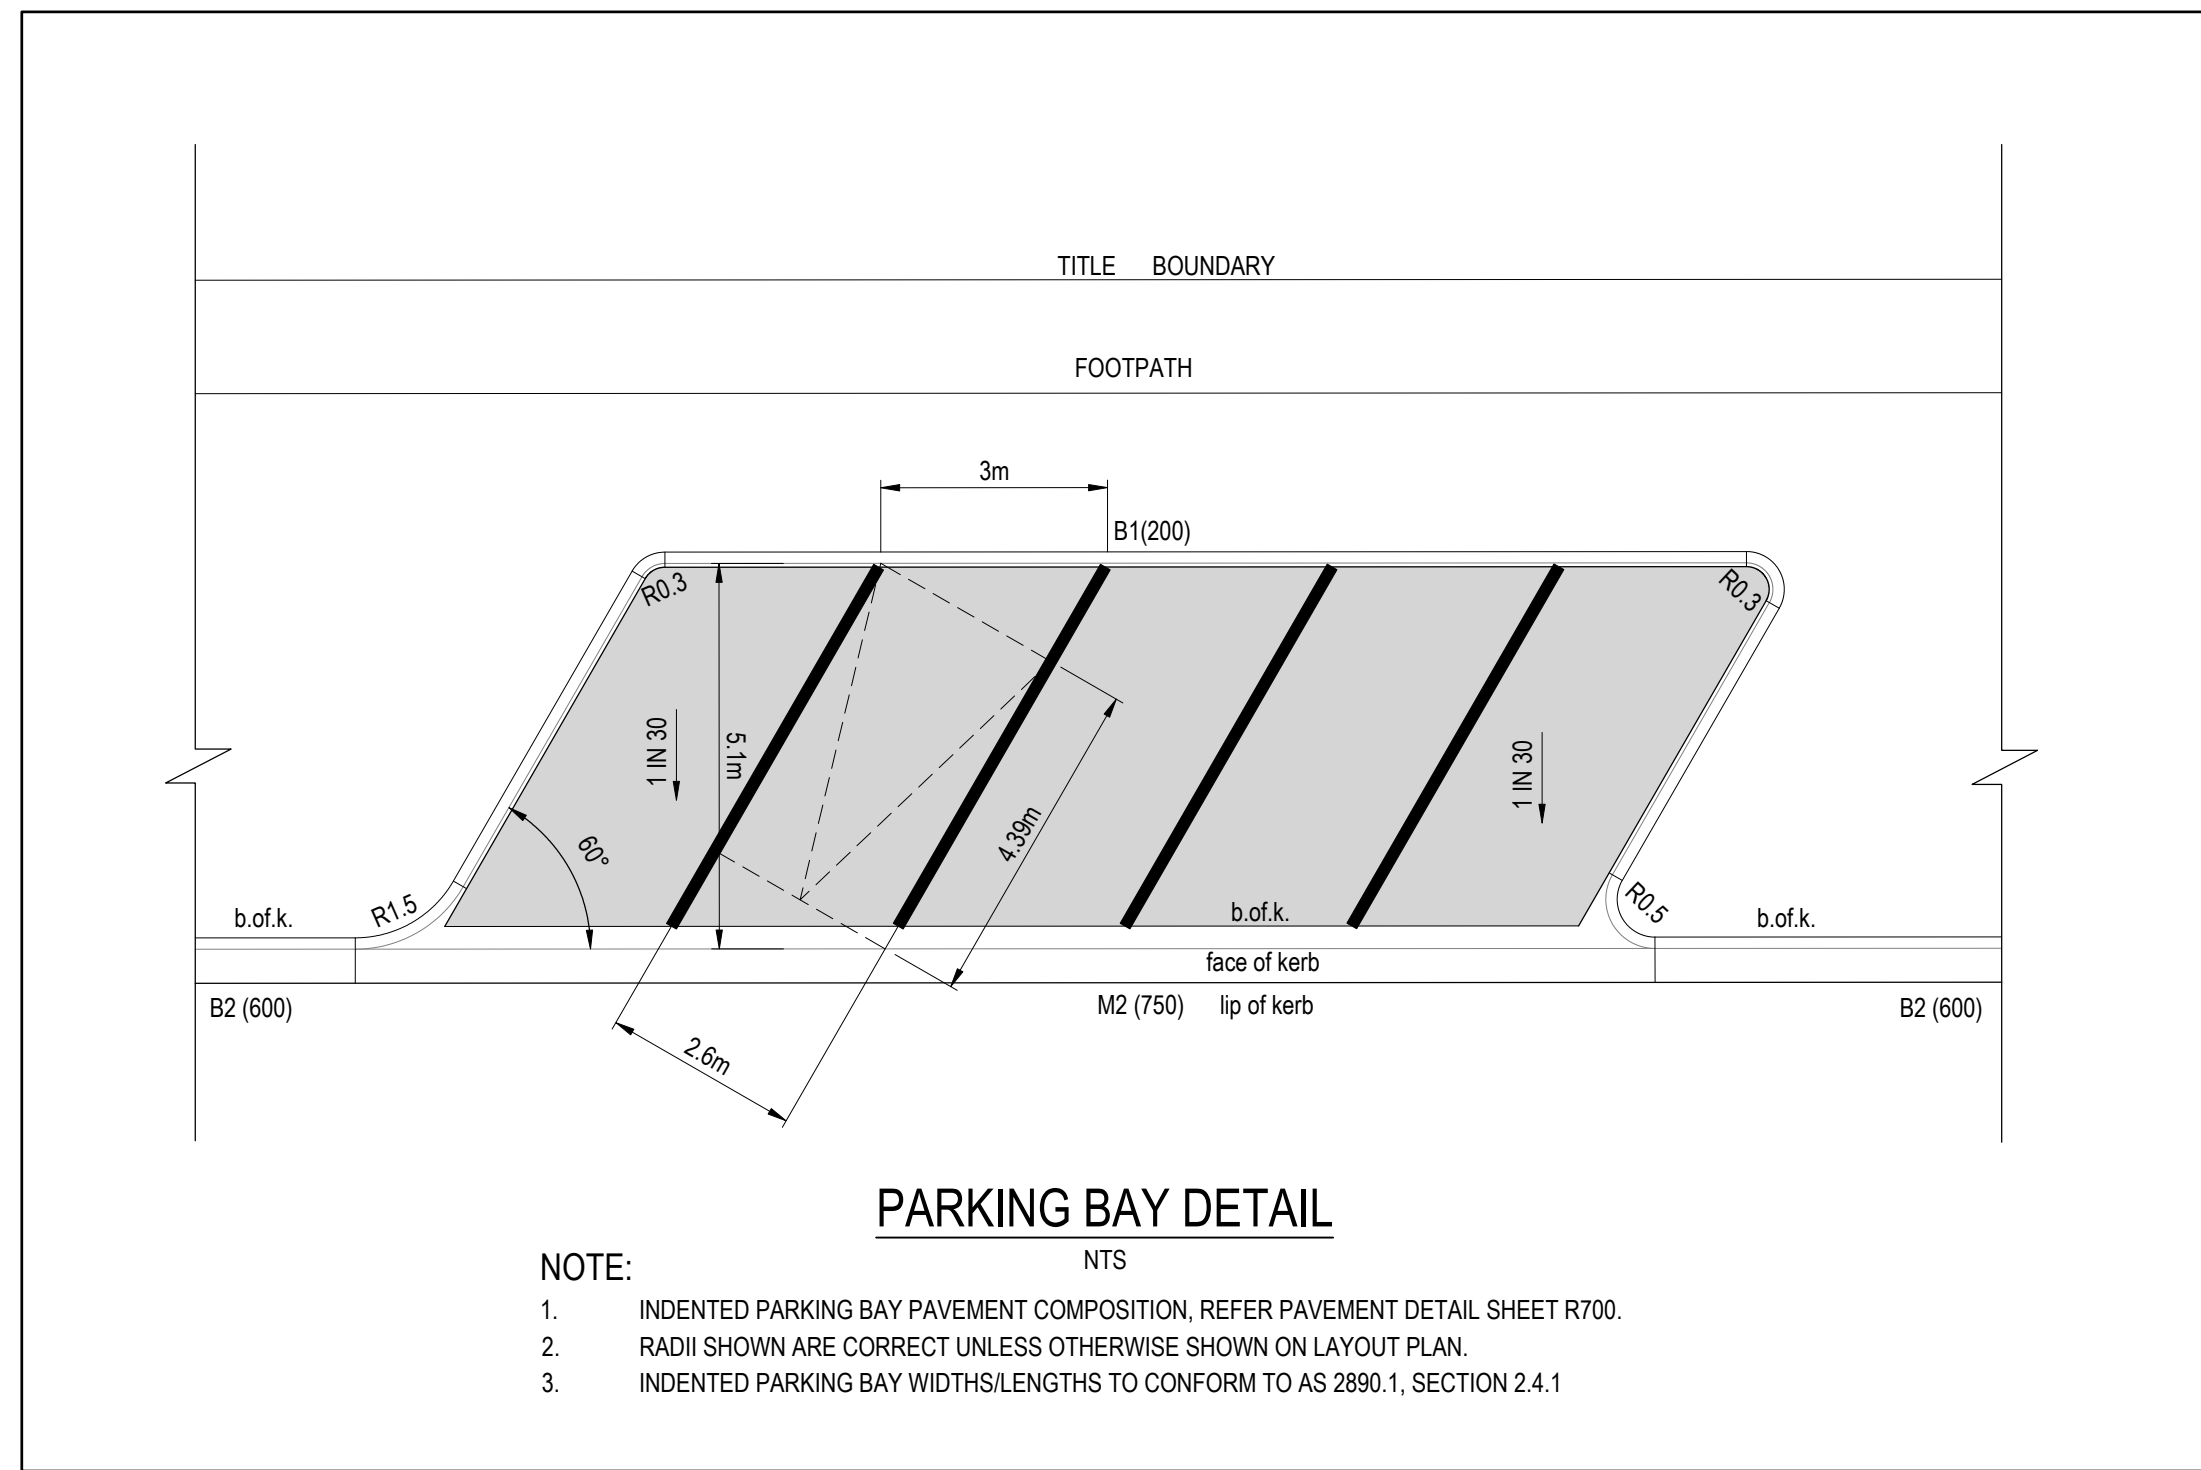 TITLE BOUNDARY
FOOTPATH
3m
B1(200)
R0.3
R0.3
1 IN 30
5.1m
1 IN 30
4.39m
60°
R1.5
R0.5
b.of.k.
b.of.k.
b.of.k.
face of kerb
B2 (600)
M2 (750) lip of kerb
B2 (600)
2.6m
PARKING BAY DETAIL
NTS
NOTE:
1. INDENTED PARKING BAY PAVEMENT COMPOSITION, REFER PAVEMENT DETAIL SHEET R700.
2. RADII SHOWN ARE CORRECT UNLESS OTHERWISE SHOWN ON LAYOUT PLAN.
3. INDENTED PARKING BAY WIDTHS/LENGTHS TO CONFORM TO AS 2890.1, SECTION 2.4.1